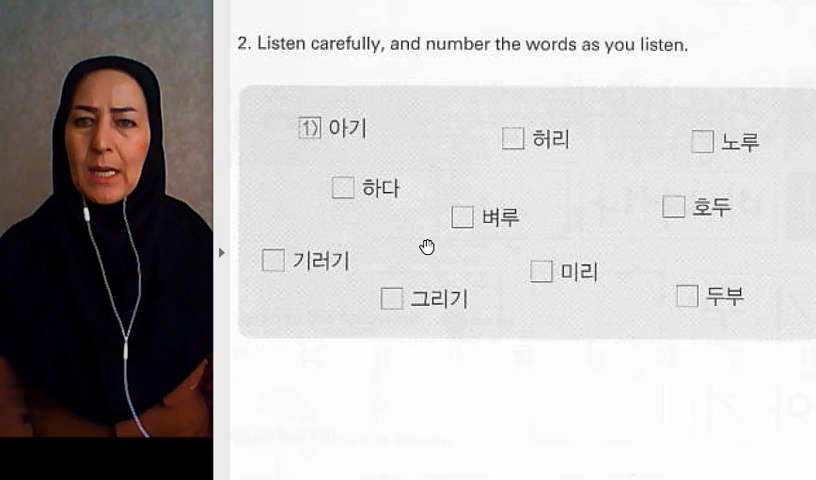 2. Listen carefully, and number the words as you listen.
1) 아기
허리
노루
하다
벼루
호두
기러기
미리
그리기
두부